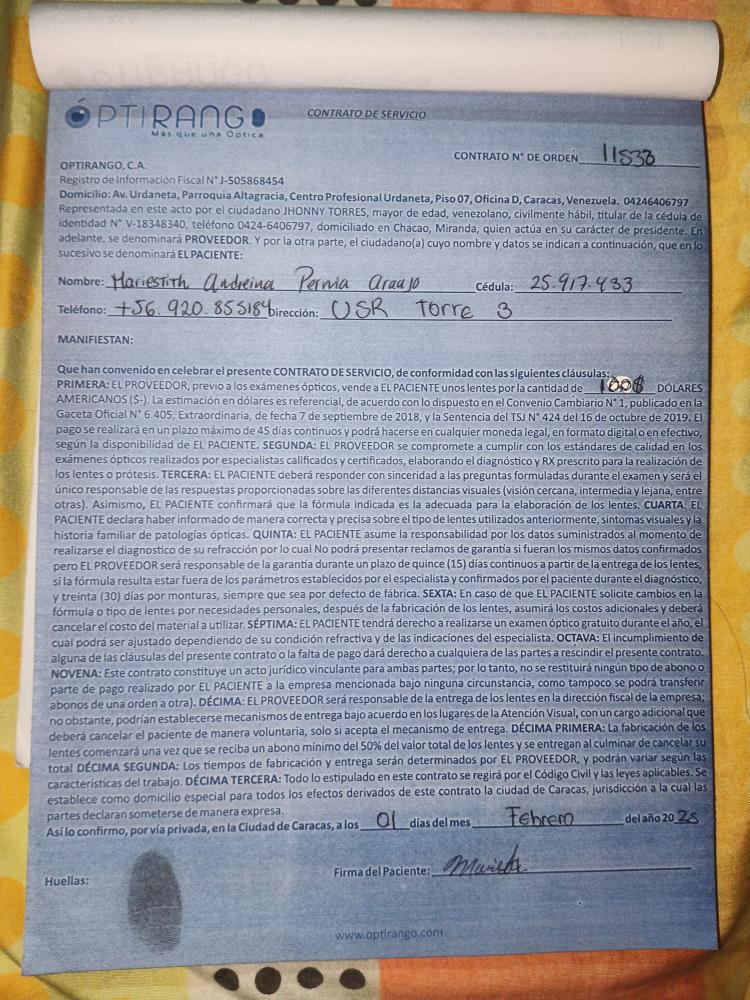 ÓPTIRANGO
Más que una Óptica
CONTRATO DE SERVICIO
CONTRATO N° DE ORDEN 11538
OPTIRANGO, C.A.
Registro de Información Fiscal N° J-505868454
Domicilio: Av. Urdaneta, Parroquia Altagracia, Centro Profesional Urdaneta, Piso 07, Oficina D, Caracas, Venezuela. 04246406797
Representada en este acto por el ciudadano JHONNY TORRES, mayor de edad, venezolano, civilmente hábil, titular de la cédula de
identidad N° V-18348340, teléfono 0424-6406797, domiciliado en Chacao, Miranda, quien actúa en su carácter de presidente. En
adelante, se denominará PROVEEDOR. Y por la otra parte, el ciudadano(a) cuyo nombre y datos se indican a continuación, que en lo
sucesivo se denominará EL PACIENTE:
Nombre: Mariestith Andreina Pernia Araujo Cédula: 25.917.433
Teléfono: +56.920.855184 Dirección: USR Torre 3
MANIFIESTAN:
Que han convenido en celebrar el presente CONTRATO DE SERVICIO, de conformidad con las siguientes cláusulas:
PRIMERA: EL PROVEEDOR, previo a los exámenes ópticos, vende a EL PACIENTE unos lentes por la cantidad de 100$ DÓLARES
AMERICANOS ($-). La estimación en dólares es referencial, de acuerdo con lo dispuesto en el Convenio Cambiario N° 1, publicado en la
Gaceta Oficial N° 6.405, Extraordinaria, de fecha 7 de septiembre de 2018, y la Sentencia del TSJ N° 424 del 16 de octubre de 2019. El
pago se realizará en un plazo máximo de 45 días continuos y podrá hacerse en cualquier moneda legal, en formato digital o en efectivo,
según la disponibilidad de EL PACIENTE. SEGUNDA: EL PROVEEDOR se compromete a cumplir con los estándares de calidad en los
exámenes ópticos realizados por especialistas calificados y certificados, elaborando el diagnóstico y RX prescrito para la realización de
los lentes o prótesis. TERCERA: EL PACIENTE deberá responder con sinceridad a las preguntas formuladas durante el examen y será el
único responsable de las respuestas proporcionadas sobre las diferentes distancias visuales (visión cercana, intermedia y lejana, entre
otras). Asimismo, EL PACIENTE confirmará que la fórmula indicada es la adecuada para la elaboración de los lentes. CUARTA: EL
PACIENTE declara haber informado de manera correcta y precisa sobre el tipo de lentes utilizados anteriormente, síntomas visuales y la
historia familiar de patologías ópticas. QUINTA: EL PACIENTE asume la responsabilidad por los datos suministrados al momento de
realizarse el diagnostico de su refracción por lo cual No podrá presentar reclamos de garantía si fueran los mismos datos confirmados
pero EL PROVEEDOR será responsable de la garantía durante un plazo de quince (15) días continuos a partir de la entrega de los lentes,
si la fórmula resulta estar fuera de los parámetros establecidos por el especialista y confirmados por el paciente durante el diagnóstico,
y treinta (30) días por monturas, siempre que sea por defecto de fábrica. SEXTA: En caso de que EL PACIENTE solicite cambios en la
fórmula o tipo de lentes por necesidades personales, después de la fabricación de los lentes, asumirá los costos adicionales y deberá
cancelar el costo del material a utilizar. SÉPTIMA: EL PACIENTE tendrá derecho a realizarse un examen óptico gratuito durante el año, el
cual podrá ser ajustado dependiendo de su condición refractiva y de las indicaciones del especialista. OCTAVA: El incumplimiento de
alguna de las cláusulas del presente contrato o la falta de pago dará derecho a cualquiera de las partes a rescindir el presente contrato.
NOVENA: Este contrato constituye un acto jurídico vinculante para ambas partes; por lo tanto, no se restituirá ningún tipo de abono o
parte de pago realizado por EL PACIENTE a la empresa mencionada bajo ninguna circunstancia, como tampoco se podrá transferir
abonos de una orden a otra). DÉCIMA: EL PROVEEDOR será responsable de la entrega de los lentes en la dirección fiscal de la empresa;
no obstante, podrían establecerse mecanismos de entrega bajo acuerdo en los lugares de la Atención Visual, con un cargo adicional que
deberá cancelar el paciente de manera voluntaria, solo si acepta el mecanismo de entrega. DÉCIMA PRIMERA: La fabricación de los
lentes comenzará una vez que se reciba un abono mínimo del 50% del valor total de los lentes y se entregan al culminar de cancelar su
total DÉCIMA SEGUNDA: Los tiempos de fabricación y entrega serán determinados por EL PROVEEDOR, y podrán variar según las
características del trabajo. DÉCIMA TERCERA: Todo lo estipulado en este contrato se regirá por el Código Civil y las leyes aplicables. Se
establece como domicilio especial para todos los efectos derivados de este contrato la ciudad de Caracas, jurisdicción a la cual las
partes declaran someterse de manera expresa.
Así lo confirmo, por vía privada, en la Ciudad de Caracas, a los 01 días del mes Febrero del año 2025
Huellas:
Firma del Paciente:
www.optirango.com